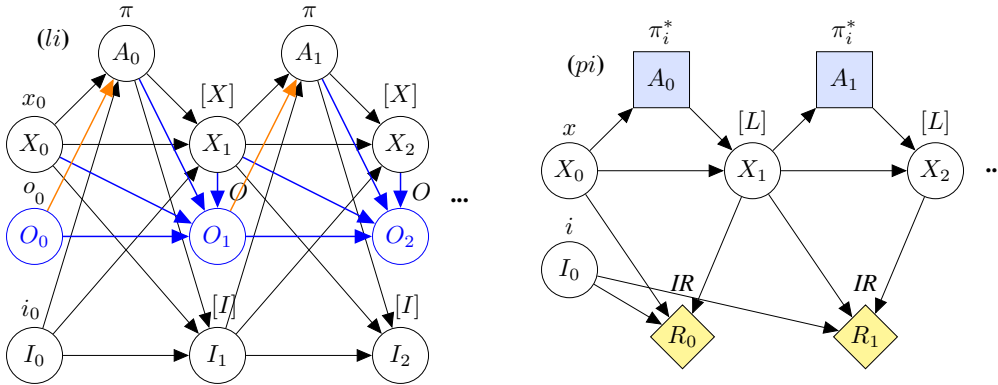 π π
(li) A₀ A₁
x₀ [X] [X]
X₀ X₁ X₂
o₀ O O
O₀ O₁ O₂ ...
i₀ [I] [I]
I₀ I₁ I₂
π*ᵢ π*ᵢ
(pi) A₀ A₁
x [L] [L]
X₀ X₁ X₂ ..
i
I₀ IR IR
R₀ R₁